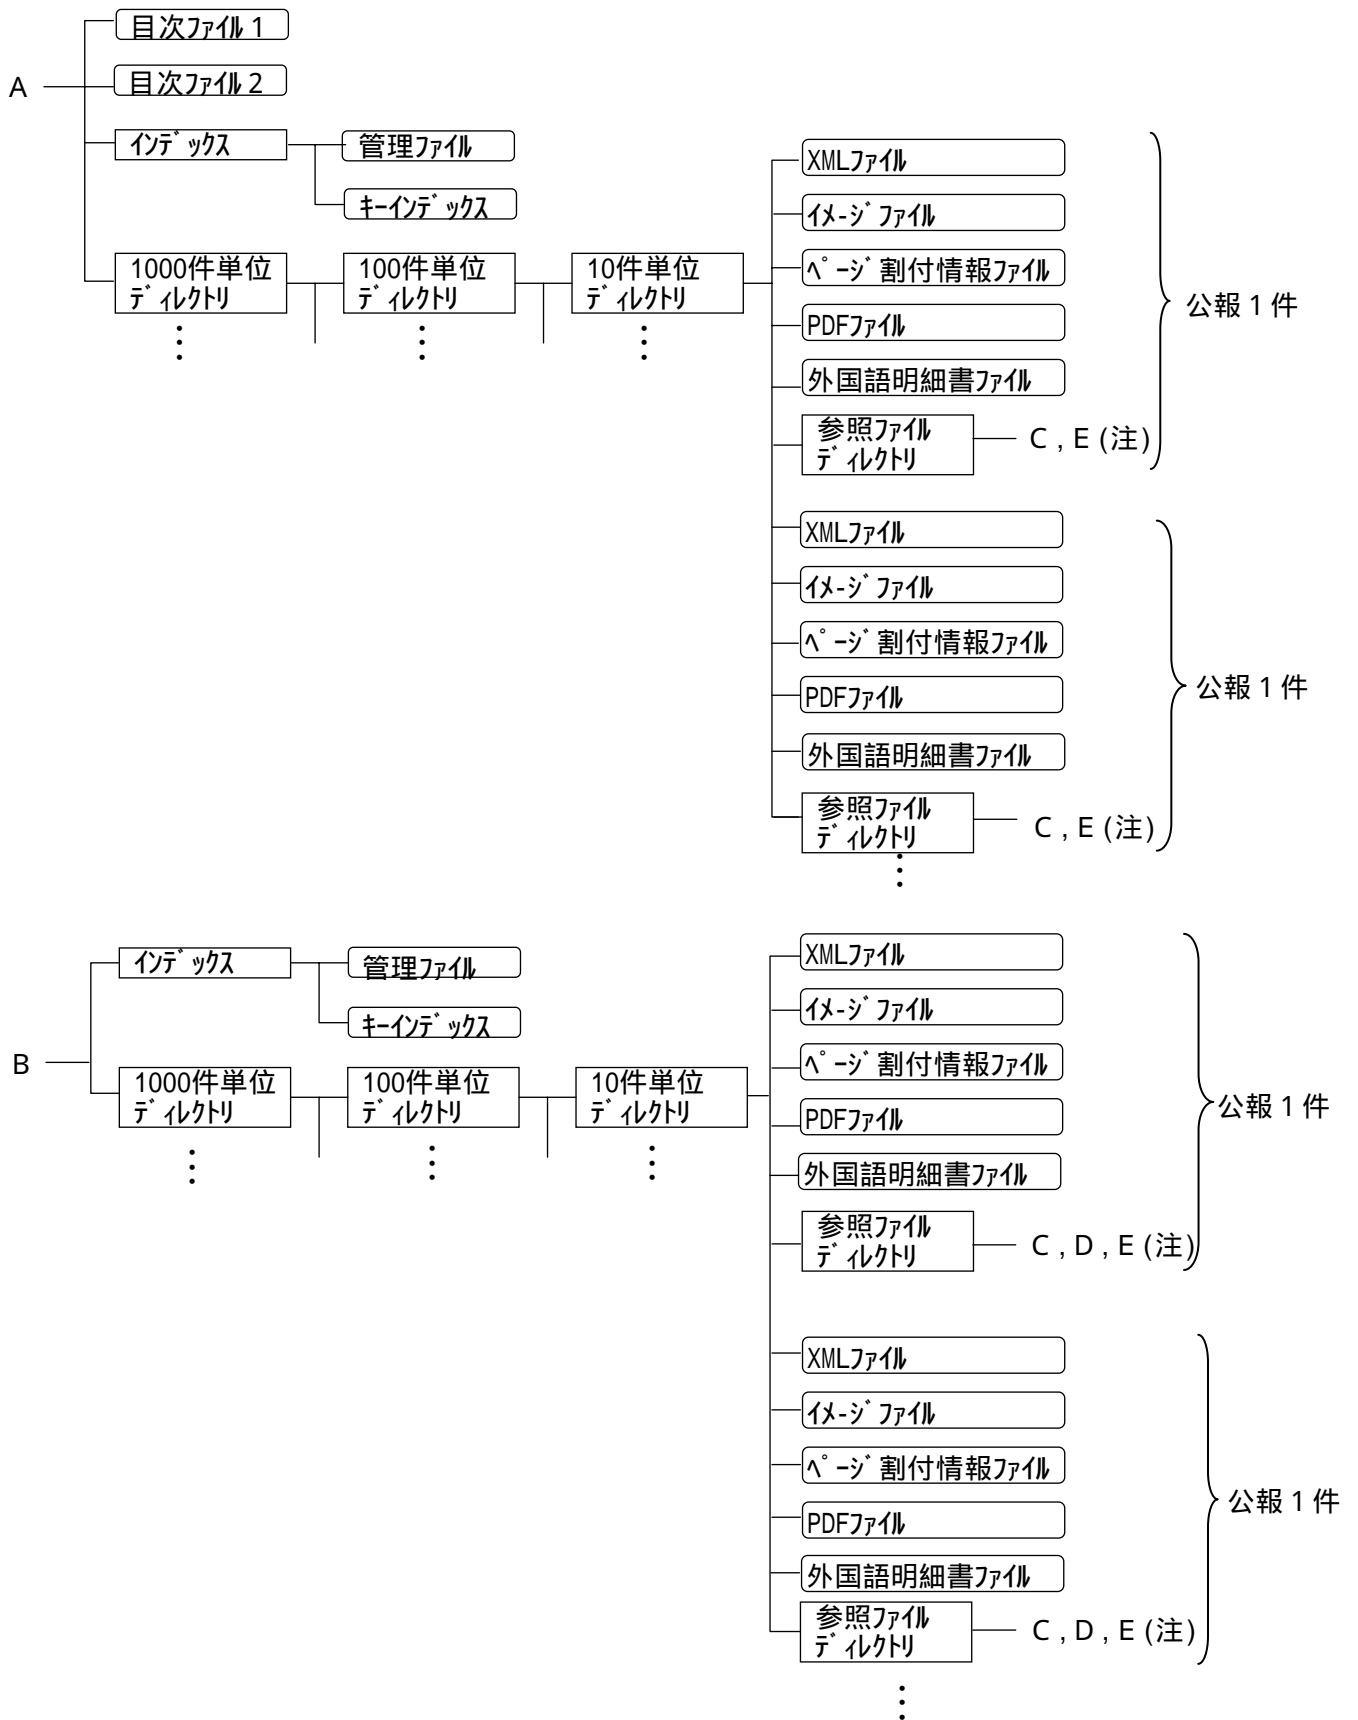 A
目次ﾌｧｲﾙ 1
目次ﾌｧｲﾙ 2
ｲﾝﾃﾞｯｸｽ
管理ﾌｧｲﾙ
ｷｰｲﾝﾃﾞｯｸｽ
1000件単位
ﾃﾞｨﾚｸﾄﾘ
⋮
100件単位
ﾃﾞｨﾚｸﾄﾘ
⋮
10件単位
ﾃﾞｨﾚｸﾄﾘ
⋮
XMLﾌｧｲﾙ
ｲﾒ-ｼﾞﾌｧｲﾙ
ﾍﾟｰｼﾞ割付情報ﾌｧｲﾙ
PDFﾌｧｲﾙ
外国語明細書ﾌｧｲﾙ
参照ﾌｧｲﾙ
ﾃﾞｨﾚｸﾄﾘ
C , E (注)
公報 1 件
XMLﾌｧｲﾙ
ｲﾒ-ｼﾞﾌｧｲﾙ
ﾍﾟｰｼﾞ割付情報ﾌｧｲﾙ
PDFﾌｧｲﾙ
外国語明細書ﾌｧｲﾙ
参照ﾌｧｲﾙ
ﾃﾞｨﾚｸﾄﾘ
C , E (注)
公報 1 件
⋮
B
ｲﾝﾃﾞｯｸｽ
管理ﾌｧｲﾙ
ｷｰｲﾝﾃﾞｯｸｽ
1000件単位
ﾃﾞｨﾚｸﾄﾘ
⋮
100件単位
ﾃﾞｨﾚｸﾄﾘ
⋮
10件単位
ﾃﾞｨﾚｸﾄﾘ
⋮
XMLﾌｧｲﾙ
ｲﾒ-ｼﾞﾌｧｲﾙ
ﾍﾟｰｼﾞ割付情報ﾌｧｲﾙ
PDFﾌｧｲﾙ
外国語明細書ﾌｧｲﾙ
参照ﾌｧｲﾙ
ﾃﾞｨﾚｸﾄﾘ
C , D , E (注)
公報 1 件
XMLﾌｧｲﾙ
ｲﾒ-ｼﾞﾌｧｲﾙ
ﾍﾟｰｼﾞ割付情報ﾌｧｲﾙ
PDFﾌｧｲﾙ
外国語明細書ﾌｧｲﾙ
参照ﾌｧｲﾙ
ﾃﾞｨﾚｸﾄﾘ
C , D , E (注)
公報 1 件
⋮